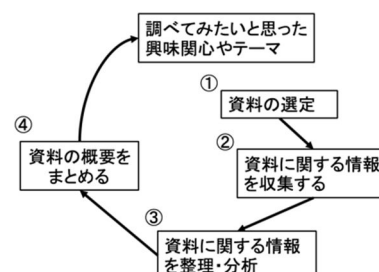 調べてみたいと思った
興味関心やテーマ
①
資料の選定
②
資料に関する情報
を収集する
③
資料に関する情報
を整理・分析
④
資料の概要を
まとめる